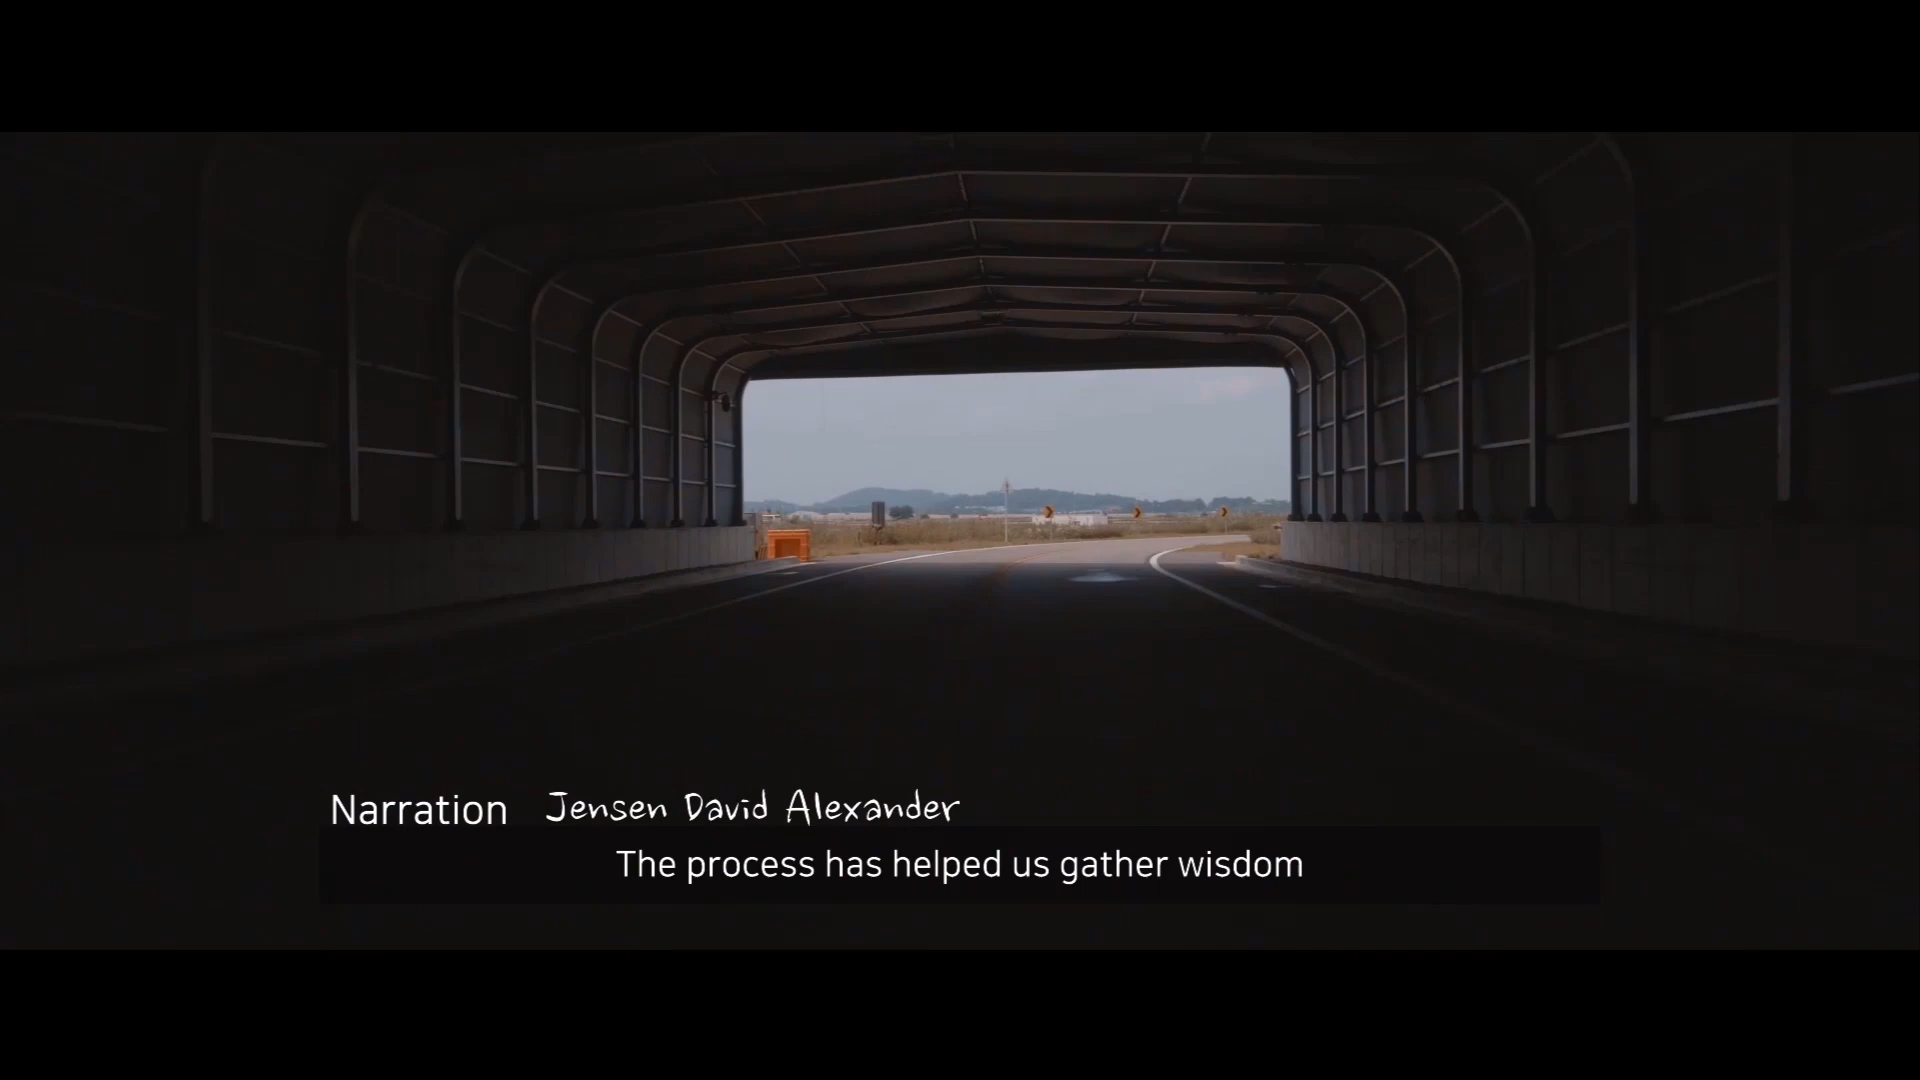 Narration Jensen David Alexander
The process has helped us gather wisdom